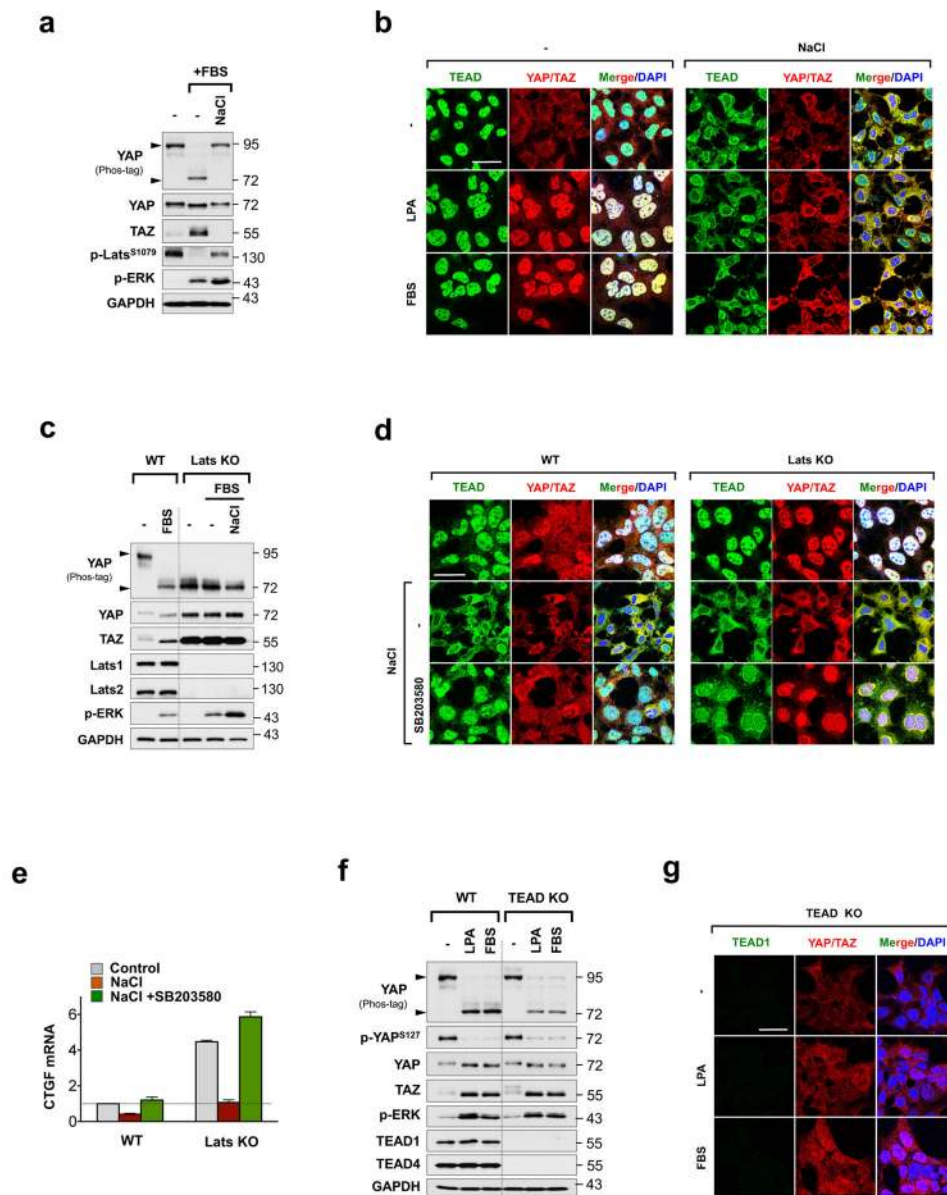 a
+FBS
- - NaCl
YAP (Phos-tag) 95
72
YAP 72
TAZ 55
p-LatsS1079 130
p-ERK 43
GAPDH 43
b
- NaCl
TEAD YAP/TAZ Merge/DAPI TEAD YAP/TAZ Merge/DAPI
-
LPA
FBS
c
WT Lats KO
FBS
- FBS - - NaCl
YAP (Phos-tag) 95
72
YAP 72
TAZ 55
Lats1 130
Lats2 130
p-ERK 43
GAPDH 43
d
WT Lats KO
TEAD YAP/TAZ Merge/DAPI TEAD YAP/TAZ Merge/DAPI
NaCl
-
SB203580
e
Control
NaCl
NaCl +SB203580
CTGF mRNA
6
4
2
0
WT Lats KO
f
WT TEAD KO
- LPA FBS - LPA FBS
YAP (Phos-tag) 95
72
p-YAPS127 72
YAP 72
TAZ 55
p-ERK 43
TEAD1 55
TEAD4 55
GAPDH
g
TEAD KO
TEAD1 YAP/TAZ Merge/DAPI
-
LPA
FBS